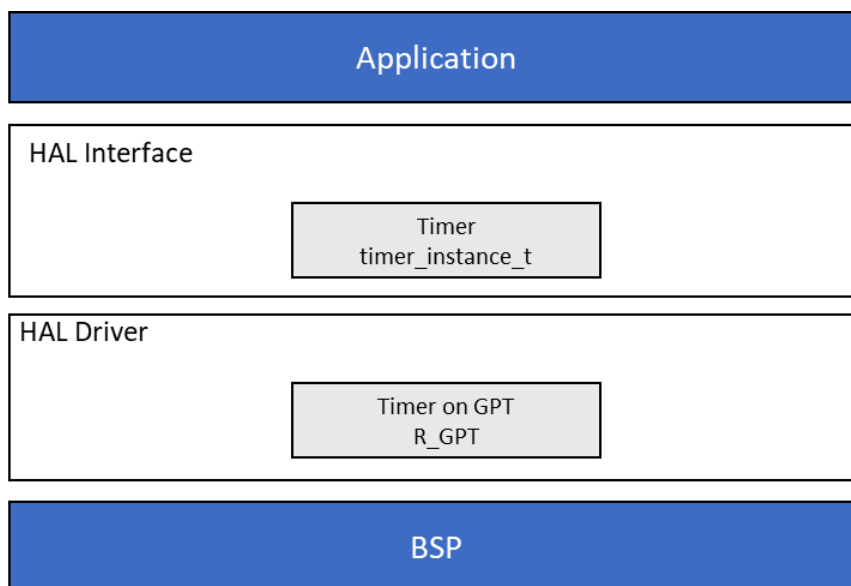 Application
HAL Interface
Timer
timer_instance_t
HAL Driver
Timer on GPT
R_GPT
BSP